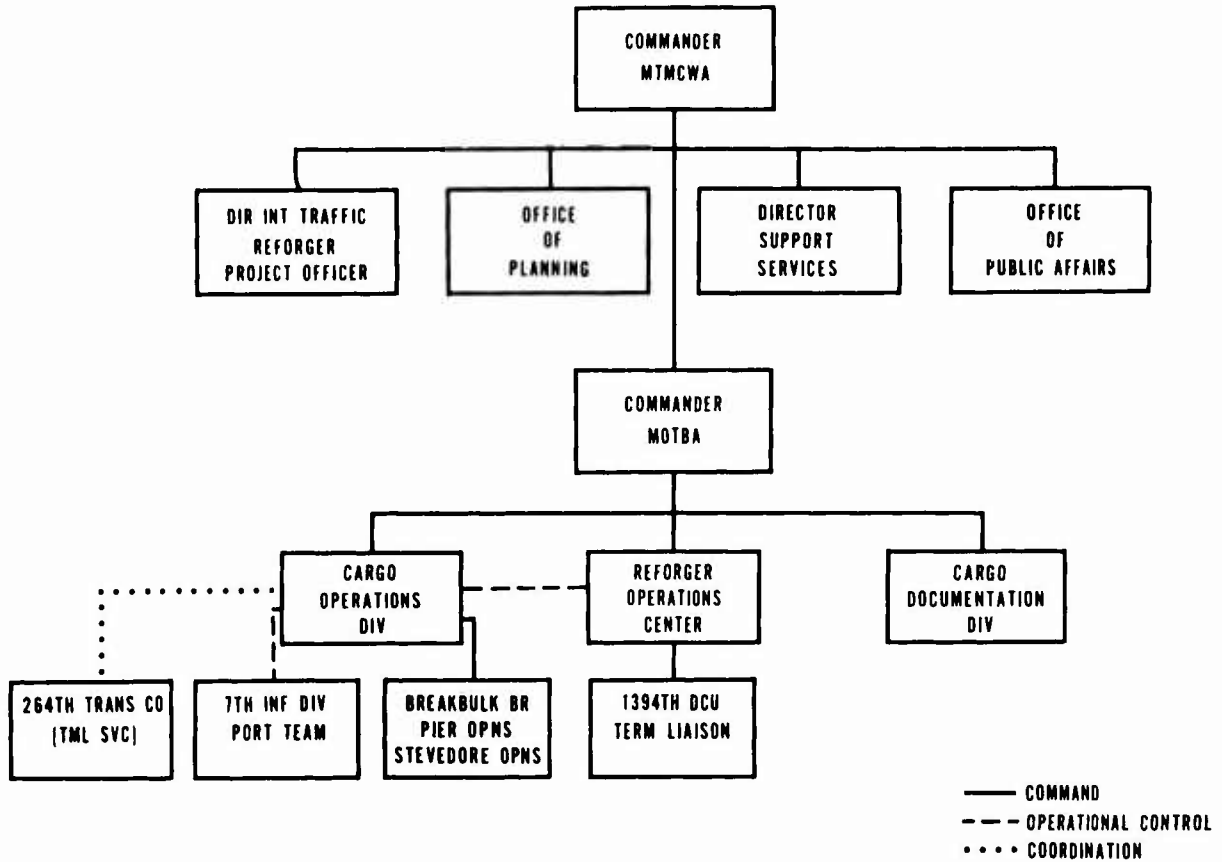 COMMANDER
MTMCWA
DIR INT TRAFFIC
REFORGER
PROJECT OFFICER
OFFICE
OF
PLANNING
DIRECTOR
SUPPORT
SERVICES
OFFICE
OF
PUBLIC AFFAIRS
COMMANDER
MOTBA
CARGO
OPERATIONS
DIV
REFORGER
OPERATIONS
CENTER
CARGO
DOCUMENTATION
DIV
264TH TRANS CO
(TML SVC)
7TH INF DIV
PORT TEAM
BREAKBULK BR
PIER OPNS
STEVEDORE OPNS
1394TH DCU
TERM LIAISON
COMMAND
OPERATIONAL CONTROL
COORDINATION